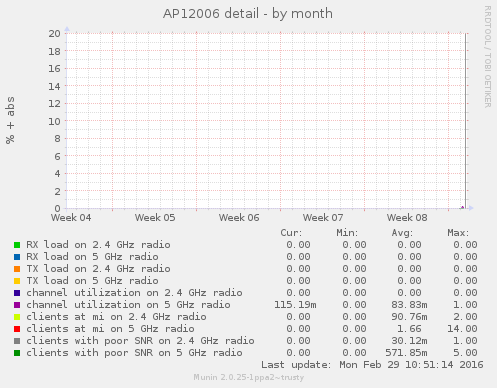 AP12006 detail - by month
RRDTOOL / TOBI OETIKER
% + abs
20
18
16
14
12
10
8
6
4
2
0
Week 04 Week 05 Week 06 Week 07 Week 08
Cur: Min: Avg: Max:
RX load on 2.4 GHz radio 0.00 0.00 0.00 0.00
RX load on 5 GHz radio 0.00 0.00 0.00 0.00
TX load on 2.4 GHz radio 0.00 0.00 0.00 0.00
TX load on 5 GHz radio 0.00 0.00 0.00 0.00
channel utilization on 2.4 GHz radio 0.00 0.00 0.00 0.00
channel utilization on 5 GHz radio 115.19m 0.00 83.83m 1.00
clients at mi on 2.4 GHz radio 0.00 0.00 90.76m 2.00
clients at mi on 5 GHz radio 0.00 0.00 1.66 14.00
clients with poor SNR on 2.4 GHz radio 0.00 0.00 30.12m 1.00
clients with poor SNR on 5 GHz radio 0.00 0.00 571.85m 5.00
Last update: Mon Feb 29 10:51:14 2016
Munin 2.0.25-1ppa2~trusty